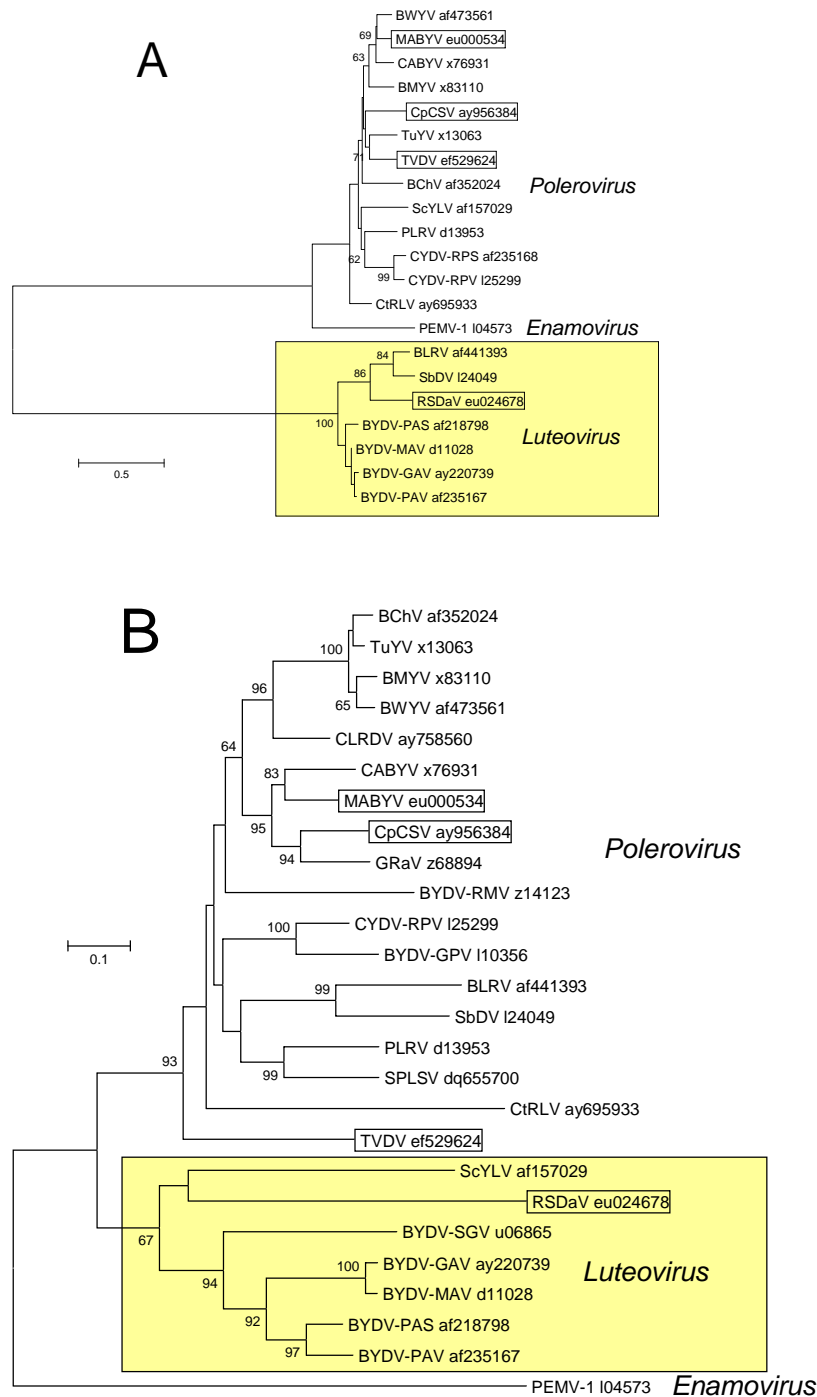 A
BWYV af473561
69
MABYV eu000534
63
CABYV x76931
BMYV x83110
CpCSV ay956384
TuYV x13063
71
TVDV ef529624
BChV af352024
Polerovirus
ScYLV af157029
PLRV d13953
62
CYDV-RPS af235168
99
CYDV-RPV l25299
CtRLV ay695933
PEMV-1 l04573
Enamovirus
84
BLRV af441393
86
SbDV l24049
RSDaV eu024678
100
BYDV-PAS af218798
Luteovirus
BYDV-MAV d11028
0.5
BYDV-GAV ay220739
BYDV-PAV af235167
B
BChV af352024
100
TuYV x13063
BMYV x83110
96
65
BWYV af473561
64
CLRDV ay758560
83
CABYV x76931
MABYV eu000534
95
CpCSV ay956384
94
GRaV z68894
Polerovirus
BYDV-RMV z14123
0.1
100
CYDV-RPV l25299
BYDV-GPV l10356
99
BLRV af441393
SbDV l24049
PLRV d13953
93
99
SPLSV dq655700
CtRLV ay695933
TVDV ef529624
ScYLV af157029
RSDaV eu024678
67
BYDV-SGV u06865
94
100
BYDV-GAV ay220739
Luteovirus
BYDV-MAV d11028
92
BYDV-PAS af218798
97
BYDV-PAV af235167
PEMV-1 l04573
Enamovirus